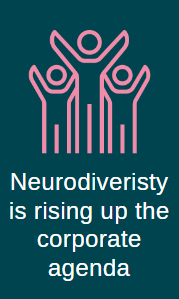 Neurodiveristy
is rising up the
corporate
agenda